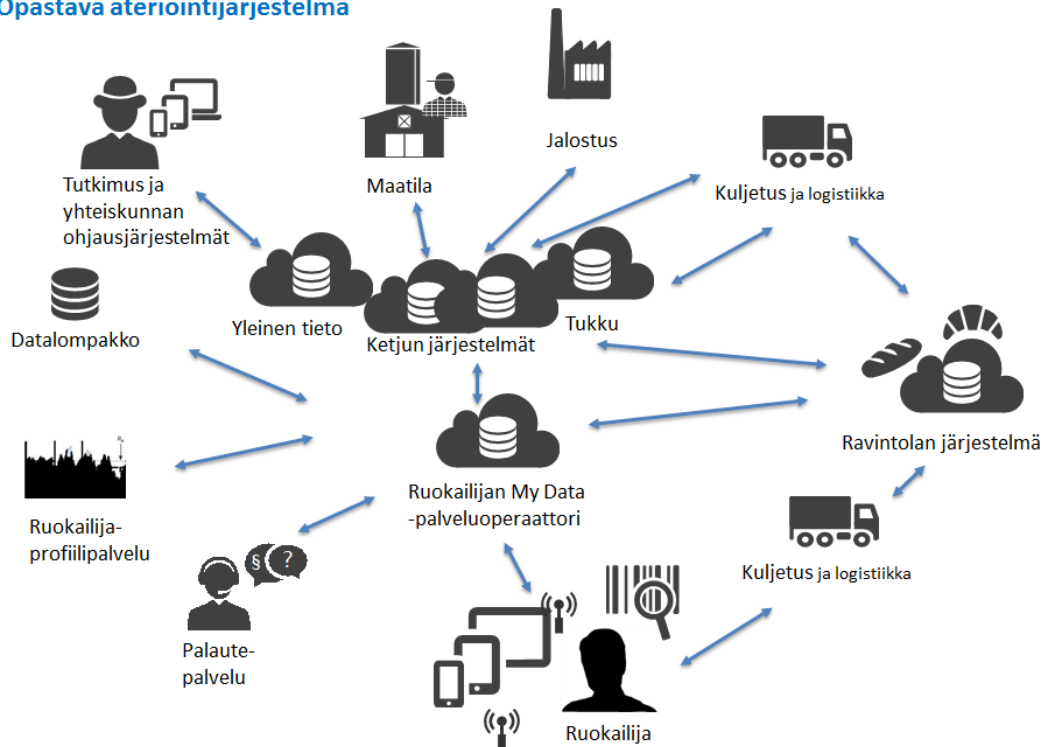 Opastava ateriointijärjestelmä
Jalostus
Tutkimus ja
yhteiskunnan
ohjausjärjestelmät
Maatila
Kuljetus ja logistiikka
Datalompakko
Yleinen tieto
Ketjun järjestelmät
Tukku
Ravintolan järjestelmä
Ruokailijan My Data
-palveluoperaattori
Ruokailija-
profiilipalvelu
§ ?
Kuljetus ja logistiikka
Palaute-
palvelu
Ruokailija